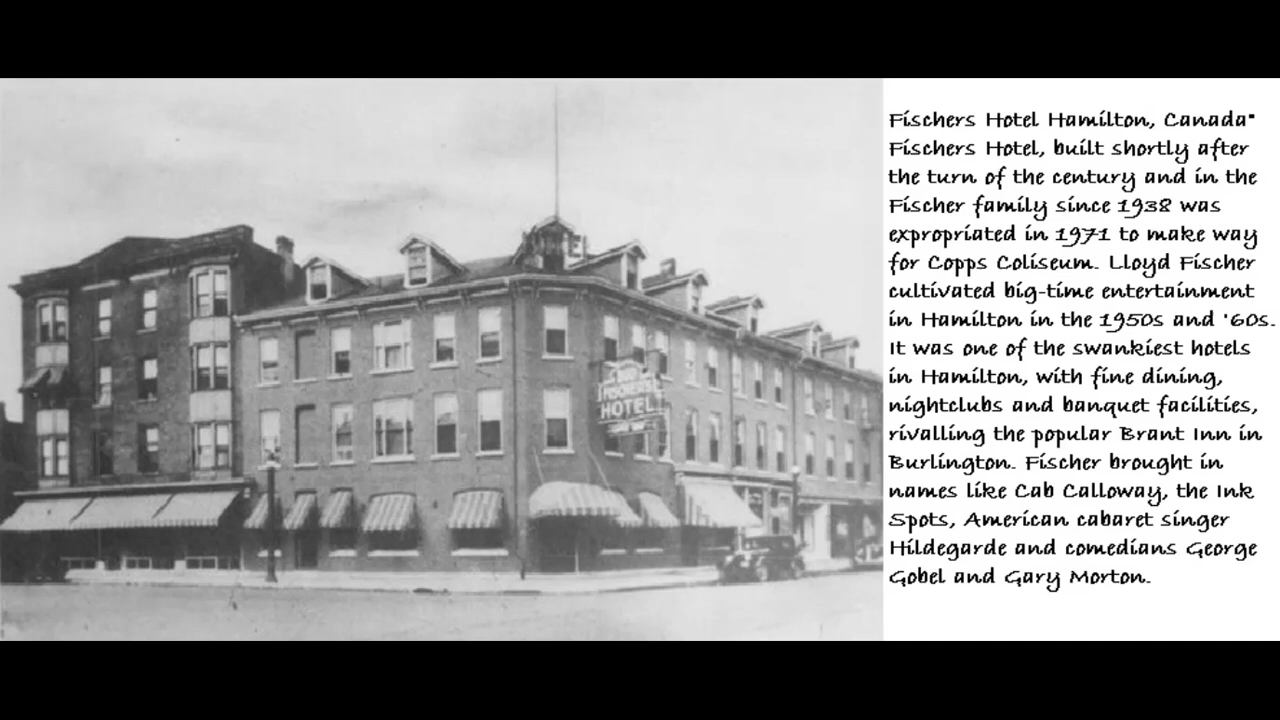 HOTEL
FISCHERS
HOTEL
Fischers Hotel Hamilton, Canada"
Fischers Hotel, built shortly after
the turn of the century and in the
Fischer family since 1938 was
expropriated in 1971 to make way
for Copps Coliseum. Lloyd Fischer
cultivated big-time entertainment
in Hamilton in the 1950s and '60s.
It was one of the swankiest hotels
in Hamilton, with fine dining,
nightclubs and banquet facilities,
rivalling the popular Brant Inn in
Burlington. Fischer brought in
names like Cab Calloway, the Ink
Spots, American cabaret singer
Hildegarde and comedians George
Gobel and Gary Morton.